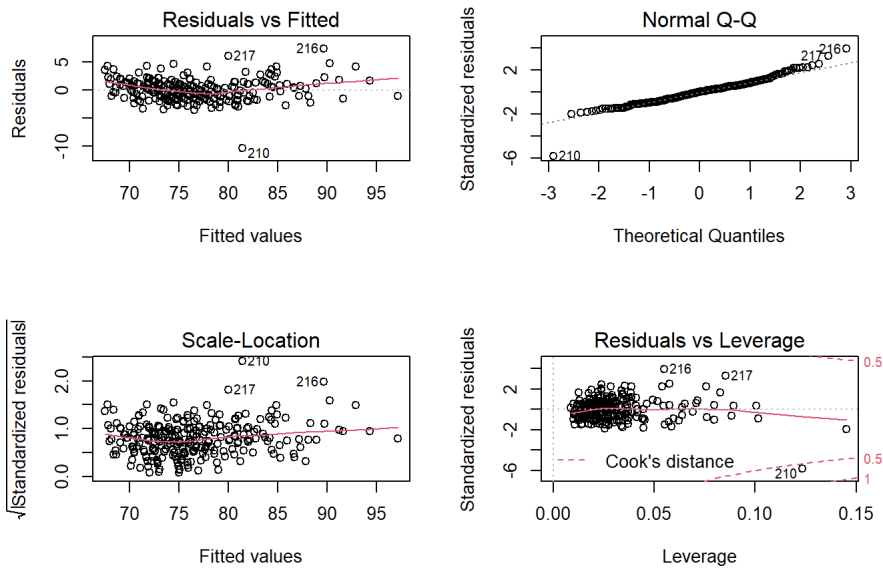 Residuals vs Fitted
Residuals
5
0
-10
217
216
210
70 75 80 85 90 95
Fitted values
Normal Q-Q
Standardized residuals
2
-2
-6
216
217
210
-3 -2 -1 0 1 2 3
Theoretical Quantiles
Scale-Location
√|Standardized residuals|
2.0
1.0
0.0
210
216
217
70 75 80 85 90 95
Fitted values
Residuals vs Leverage
Standardized residuals
2
-2
-6
216
217
210
0.5
0.5
1
Cook's distance
0.00 0.05 0.10 0.15
Leverage